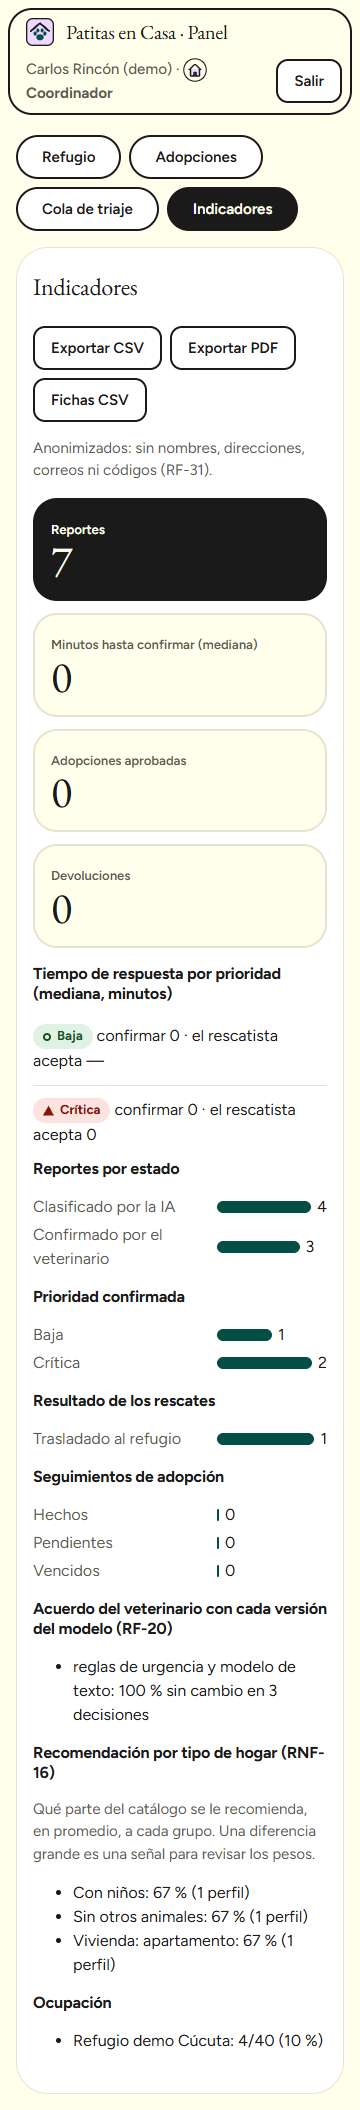 Patitas en Casa · Panel
Carlos Rincón (demo) ·
Coordinador
Salir
Refugio
Adopciones
Cola de triaje
Indicadores
Indicadores
Exportar CSV
Exportar PDF
Fichas CSV
Anonimizados: sin nombres, direcciones,
correos ni códigos (RF-31).
Reportes
7
Minutos hasta confirmar (mediana)
0
Adopciones aprobadas
0
Devoluciones
0
Tiempo de respuesta por prioridad
(mediana, minutos)
Baja confirmar 0 · el rescatista
acepta —
Crítica confirmar 0 · el rescatista
acepta 0
Reportes por estado
Clasificado por la IA 4
Confirmado por el
veterinario 3
Prioridad confirmada
Baja 1
Crítica 2
Resultado de los rescates
Trasladado al refugio 1
Seguimientos de adopción
Hechos 0
Pendientes 0
Vencidos 0
Acuerdo del veterinario con cada versión
del modelo (RF-20)
• reglas de urgencia y modelo de
texto: 100 % sin cambio en 3
decisiones
Recomendación por tipo de hogar (RNF-
16)
Qué parte del catálogo se le recomienda,
en promedio, a cada grupo. Una diferencia
grande es una señal para revisar los pesos.
• Con niños: 67 % (1 perfil)
• Sin otros animales: 67 % (1 perfil)
• Vivienda: apartamento: 67 % (1
perfil)
Ocupación
• Refugio demo Cúcuta: 4/40 (10 %)